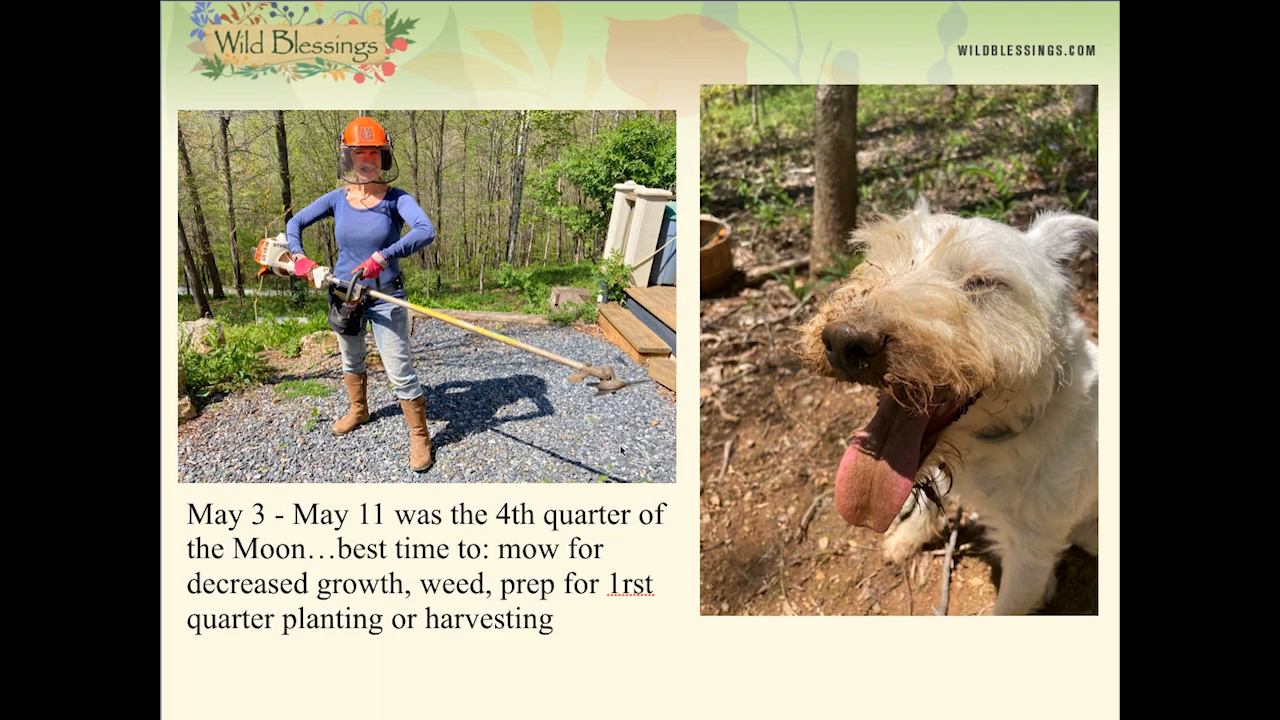 Wild Blessings
WILDBLESSINGS.COM
May 3 - May 11 was the 4th quarter of
the Moon…best time to: mow for
decreased growth, weed, prep for 1rst
quarter planting or harvesting